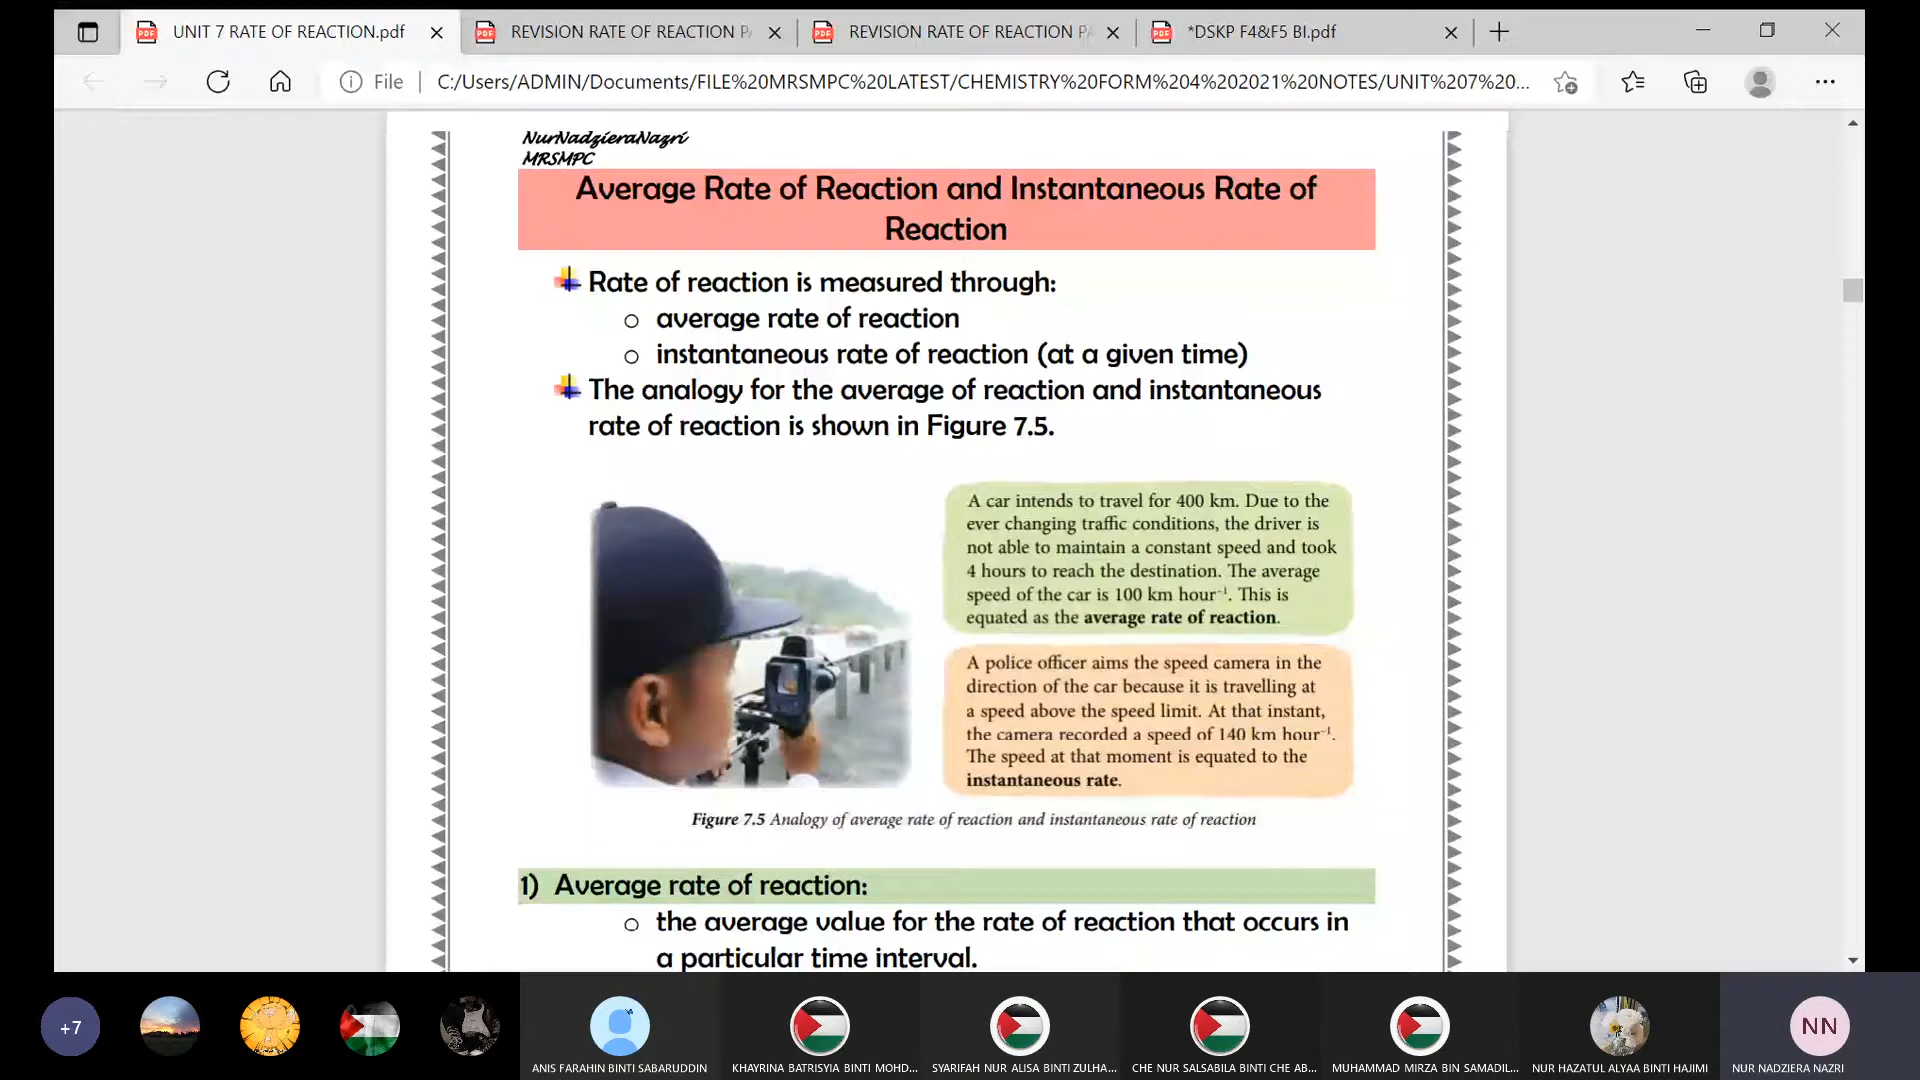 UNIT 7 RATE OF REACTION.pdf
REVISION RATE OF REACTION PA
REVISION RATE OF REACTION PA
*DSKP F4&F5 BI.pdf
File
C:/Users/ADMIN/Documents/FILE%20MRSMPC%20LATEST/CHEMISTRY%20FORM%204%202021%20NOTES/UNIT%207%20...
NurNadzieraNazri
MRSMPC
Average Rate of Reaction and Instantaneous Rate of
Reaction
Rate of reaction is measured through:
o average rate of reaction
o instantaneous rate of reaction (at a given time)
The analogy for the average of reaction and instantaneous
rate of reaction is shown in Figure 7.5.
A car intends to travel for 400 km. Due to the
ever changing traffic conditions, the driver is
not able to maintain a constant speed and took
4 hours to reach the destination. The average
speed of the car is 100 km hour⁻¹. This is
equated as the average rate of reaction.
A police officer aims the speed camera in the
direction of the car because it is travelling at
a speed above the speed limit. At that instant,
the camera recorded a speed of 140 km hour⁻¹.
The speed at that moment is equated to the
instantaneous rate.
Figure 7.5 Analogy of average rate of reaction and instantaneous rate of reaction
1) Average rate of reaction:
o the average value for the rate of reaction that occurs in
a particular time interval.
+7
ANIS FARAHIN BINTI SABARUDDIN
KHAYRINA BATRISYIA BINTI MOHD...
SYARIFAH NUR ALISA BINTI ZULHA...
CHE NUR SALSABILA BINTI CHE AB...
MUHAMMAD MIRZA BIN SAMADIL...
NUR HAZATUL ALYAA BINTI HAJIMI
NN
NUR NADZIERA NAZRI